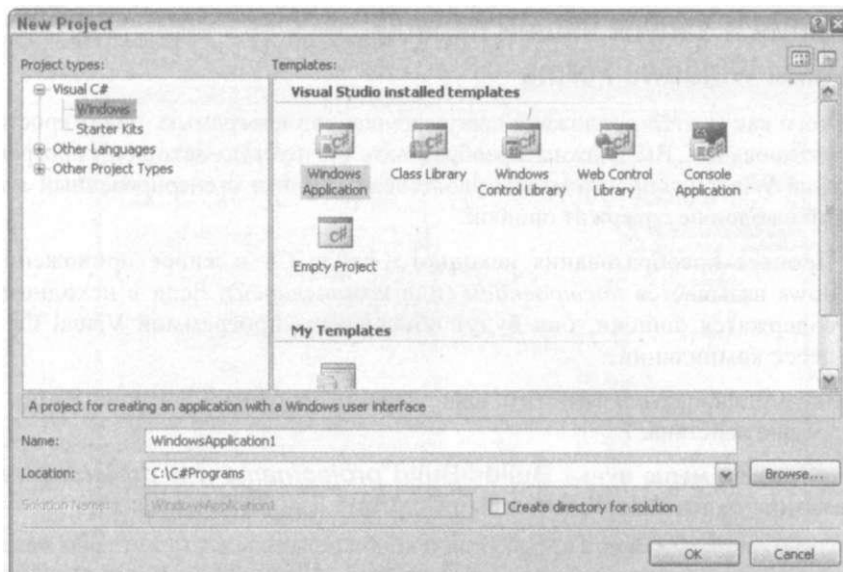 New Project
Project types:
Templates:
Visual C#
Windows
Starter Kits
Other Languages
Other Project Types
Visual Studio installed templates
Windows Application
Class Library
Windows Control Library
Web Control Library
Console Application
Empty Project
My Templates
A project for creating an application with a Windows user interface
Name:
WindowsApplication1
Location:
C:\C#Programs
Browse...
Solution Name:
WindowsApplication1
Create directory for solution
OK
Cancel